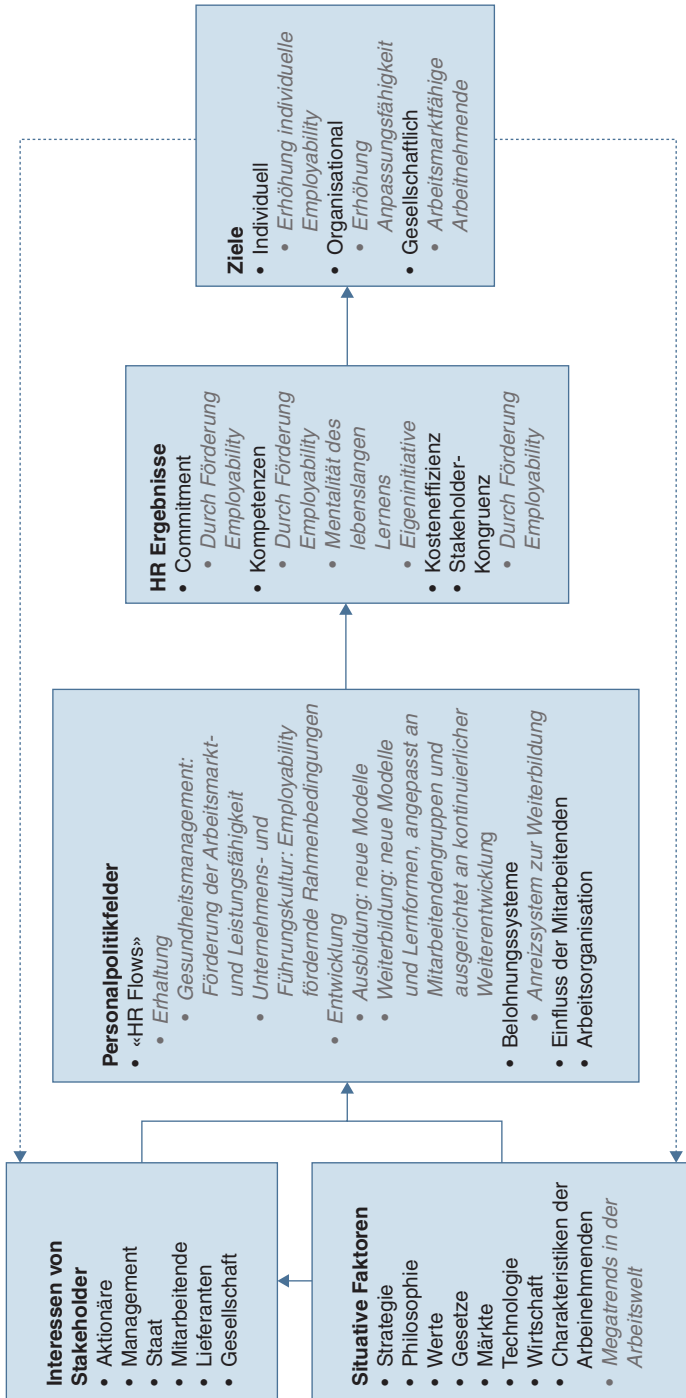 Interessen von
Stakeholder
• Aktionäre
• Management
• Staat
• Mitarbeitende
• Lieferanten
• Gesellschaft
Situative Faktoren
• Strategie
• Philosophie
• Werte
• Gesetze
• Märkte
• Technologie
• Wirtschaft
• Charakteristiken der
Arbeinehmenden
• Megatrends in der
Arbeitswelt
Personalpolitikfelder
• «HR Flows»
• Erhaltung
• Gesundheitsmanagement:
Förderung der Arbeitsmarkt-
und Leistungsfähigkeit
• Unternehmens- und
Führungskultur: Employability
fördernde Rahmenbedingungen
• Entwicklung
• Ausbildung: neue Modelle
• Weiterbildung: neue Modelle
und Lernformen, angepasst an
Mitarbeitendengruppen und
ausgerichtet an kontinuierlicher
Weiterentwicklung
• Belohnungssysteme
• Anreizsystem zur Weiterbildung
• Einfluss der Mitarbeitenden
• Arbeitsorganisation
HR Ergebnisse
• Commitment
• Durch Förderung
Employability
• Kompetenzen
• Durch Förderung
Employability
• Mentalität des
lebenslangen
Lernens
• Eigeninitiative
• Kosteneffizienz
• Stakeholder-
Kongruenz
• Durch Förderung
Employability
Ziele
• Individuell
• Erhöhung individuelle
Employability
• Organisational
• Erhöhung
Anpassungsfähigkeit
• Gesellschaftlich
• Arbeitsmarktfähige
Arbeitnehmende